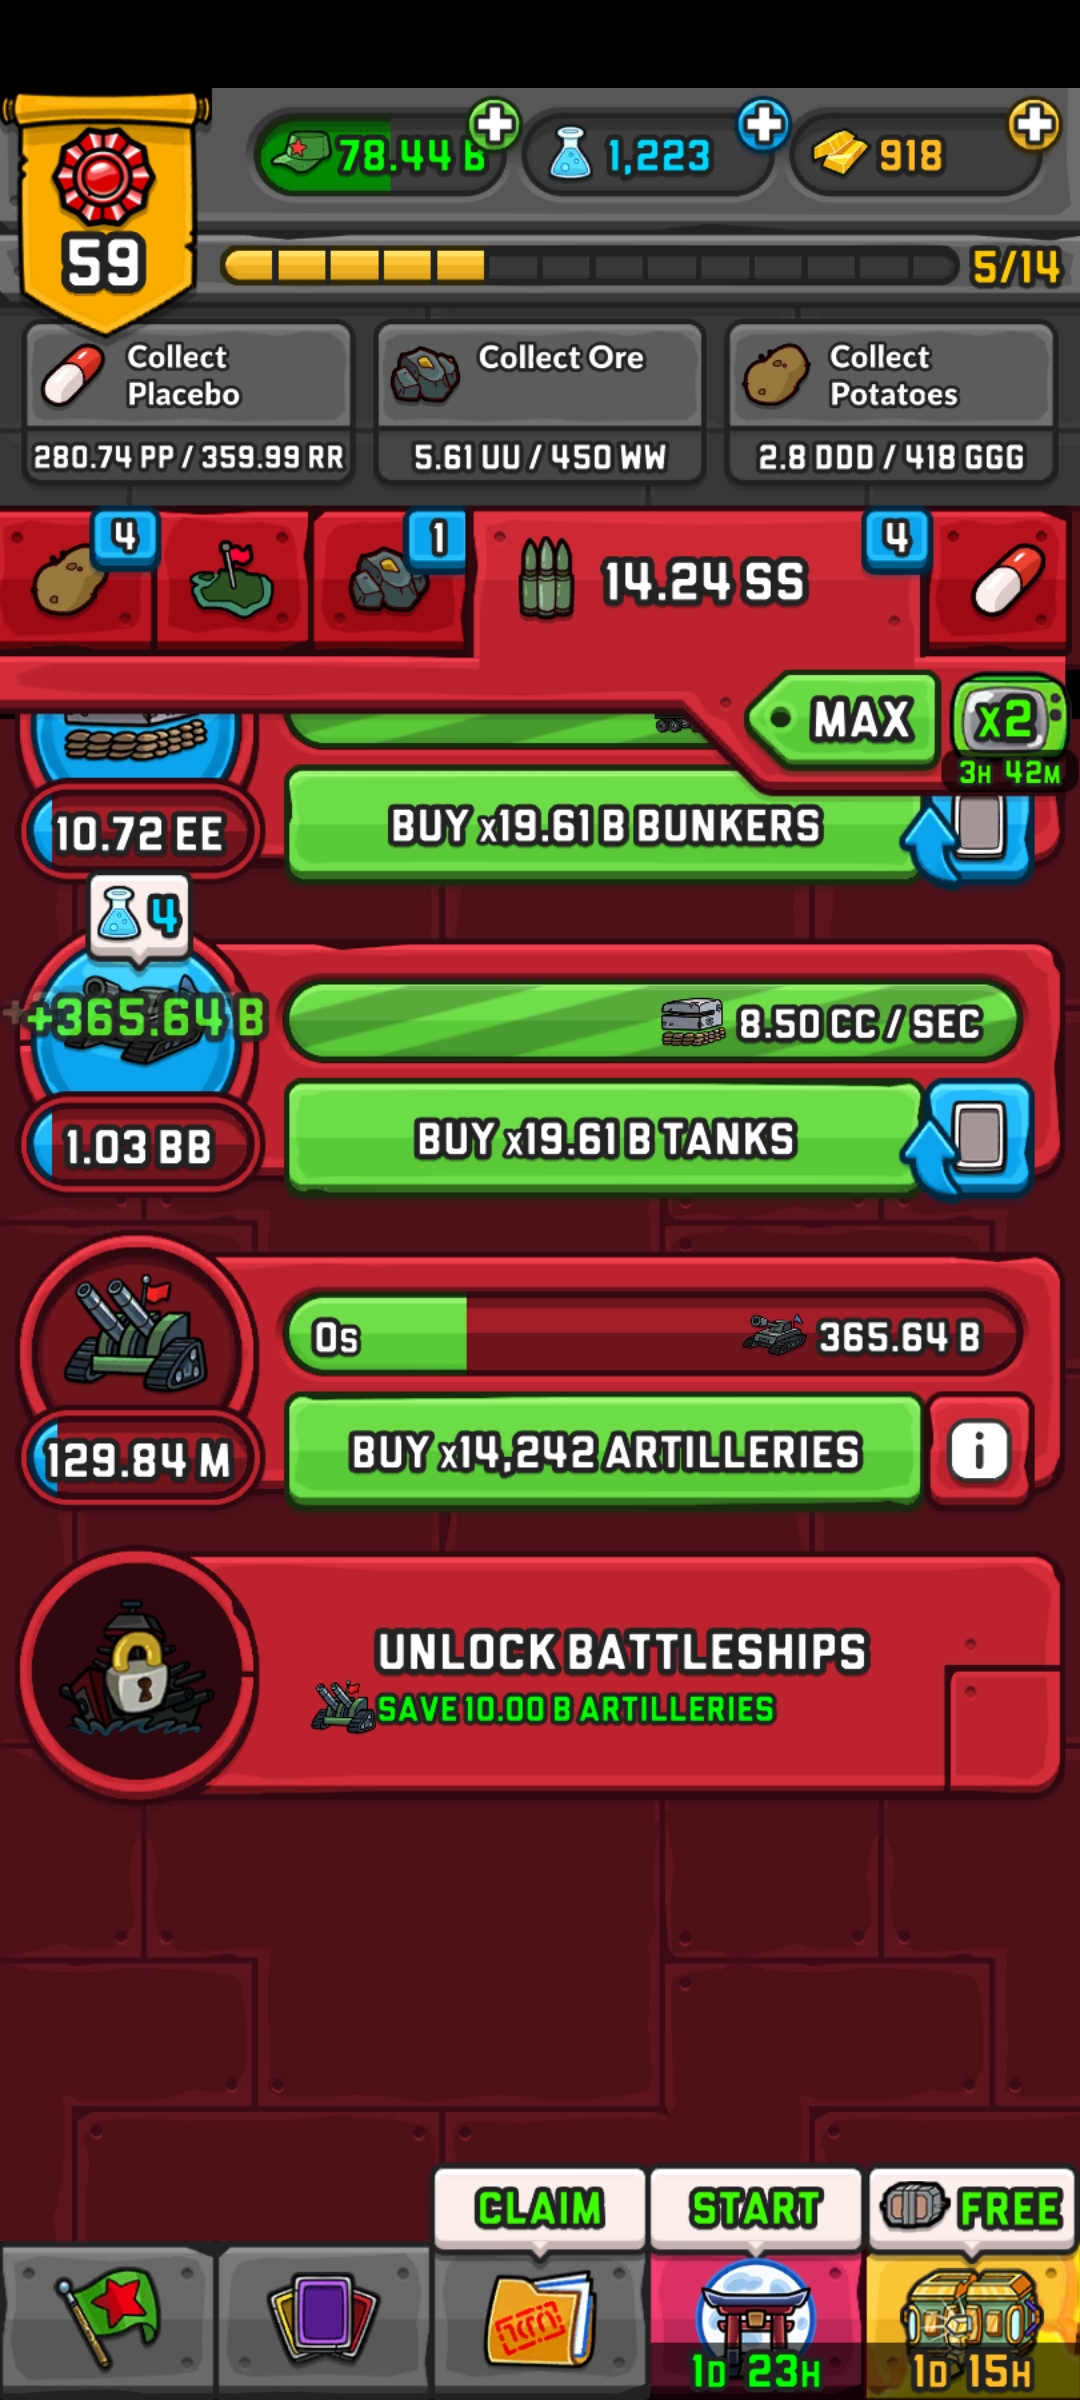 59
78.44 B
1,223
918
5/14
Collect
Placebo
280.74 PP / 359.99 RR
Collect Ore
5.61 UU / 450 WW
Collect
Potatoes
2.8 DDD / 418 GGG
4
1
14.24 SS
4
MAX
x2
3H 42M
10.72 EE
BUY x19.61 B BUNKERS
4
+365.64 B
8.50 CC / SEC
1.03 BB
BUY x19.61 B TANKS
0s
365.64 B
129.84 M
BUY x14,242 ARTILLERIES
i
UNLOCK BATTLESHIPS
SAVE 10.00 B ARTILLERIES
CLAIM
START
FREE
1D 23H
1D 15H